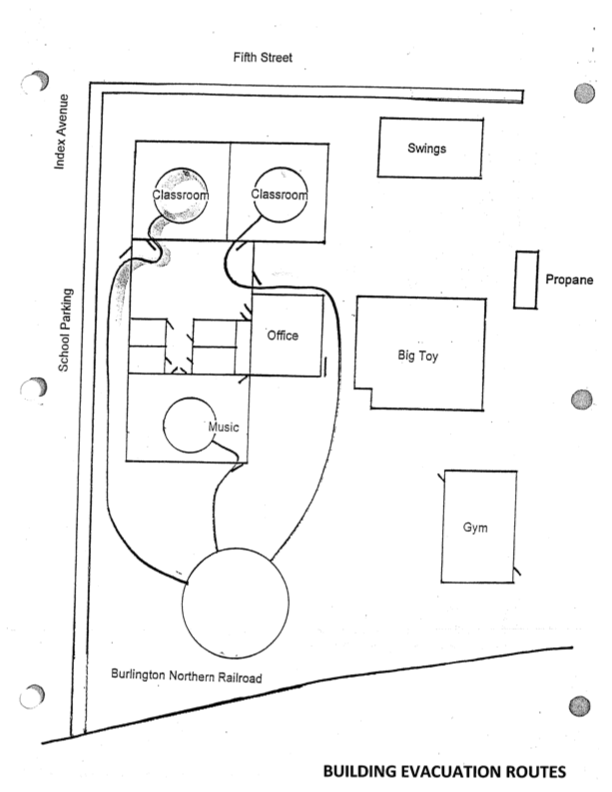 Fifth Street
Index Avenue
Swings
Classroom
Classroom
Propane
School Parking
Office
Big Toy
Music
Gym
Burlington Northern Railroad
BUILDING EVACUATION ROUTES